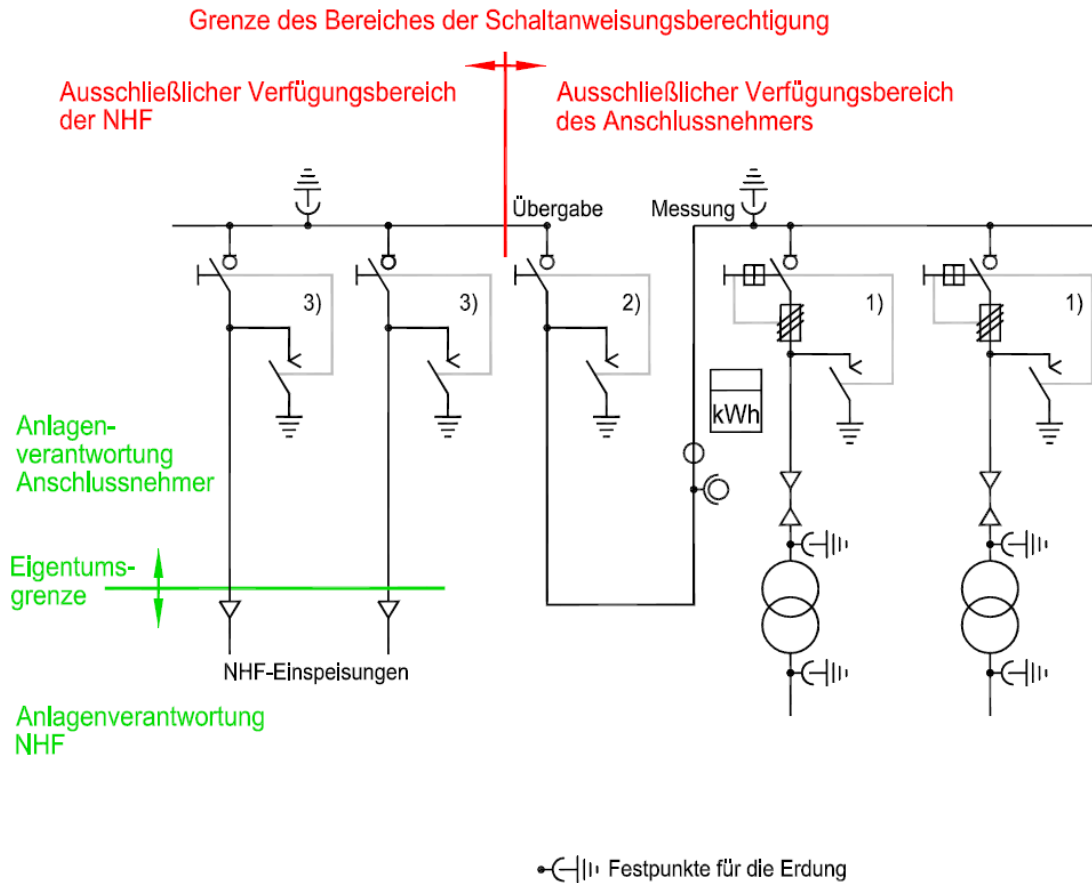 Grenze des Bereiches der Schaltanweisungsberechtigung
Ausschließlicher Verfügungsbereich
der NHF
Ausschließlicher Verfügungsbereich
des Anschlussnehmers
Übergabe
Messung
3)
3)
2)
1)
1)
kWh
Anlagen-
verantwortung
Anschlussnehmer
Eigentums-
grenze
NHF-Einspeisungen
Anlagenverantwortung
NHF
Festpunkte für die Erdung